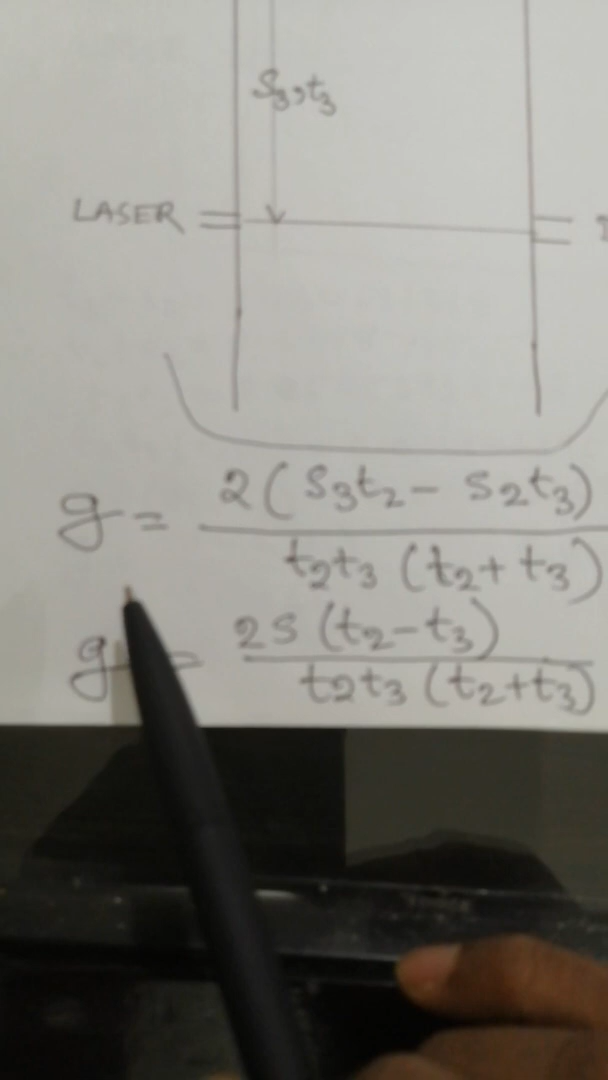 S₃,t₃
LASER
g = 2(S₃t₂ - S₂t₃) / t₂t₃(t₂+t₃)
g = 2S(t₂-t₃) / t₂t₃(t₂+t₃)